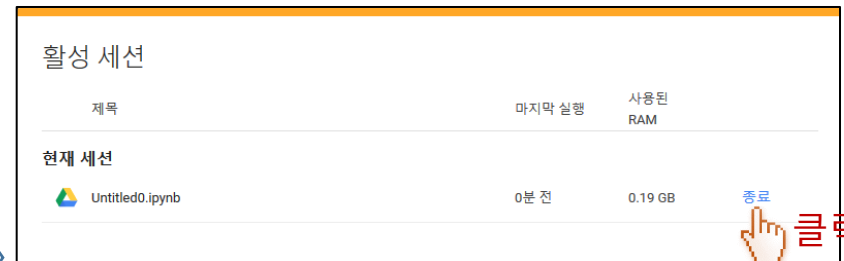 활성 세션
제목 마지막 실행 사용된 RAM
현재 세션
Untitled0.ipynb 0분 전 0.19 GB 종료